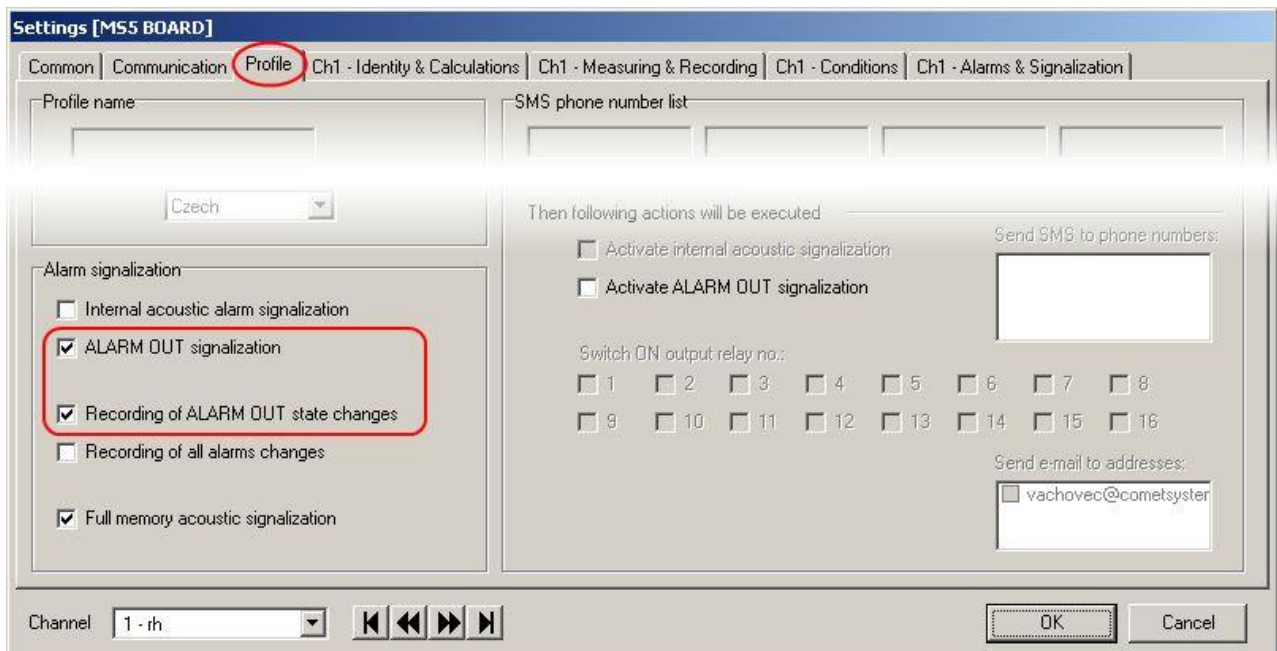 Settings [MS5 BOARD]
Common
Communication
Profile
Ch1 - Identity & Calculations
Ch1 - Measuring & Recording
Ch1 - Conditions
Ch1 - Alarms & Signalization
Profile name
Czech
Alarm signalization
Internal acoustic alarm signalization
ALARM OUT signalization
Recording of ALARM OUT state changes
Recording of all alarms changes
Full memory acoustic signalization
SMS phone number list
Then following actions will be executed
Activate internal acoustic signalization
Activate ALARM OUT signalization
Send SMS to phone numbers:
Switch ON output relay no.:
1 2 3 4 5 6 7 8
9 10 11 12 13 14 15 16
Send e-mail to addresses:
vachovec@cometsyster
Channel
1 - rh
OK
Cancel